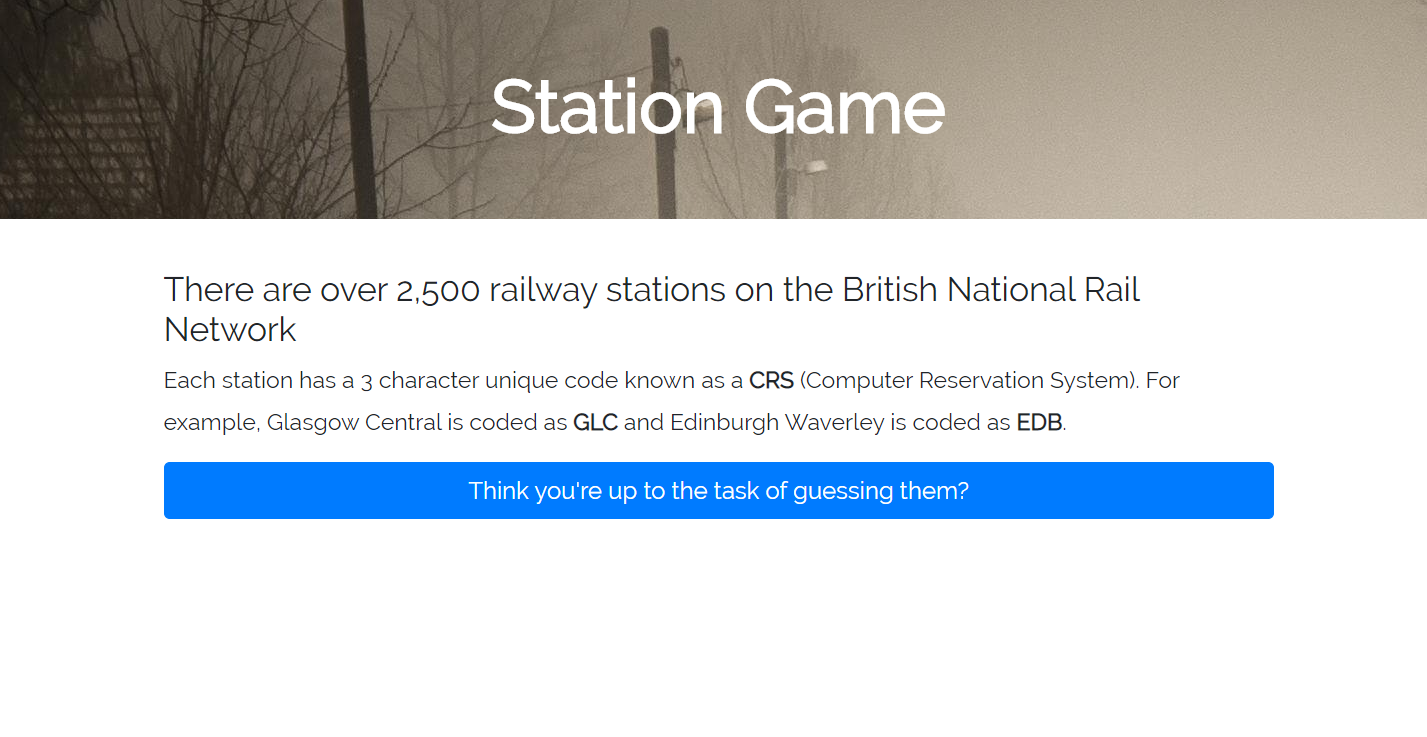 Station Game
There are over 2,500 railway stations on the British National Rail
Network
Each station has a 3 character unique code known as a CRS (Computer Reservation System). For
example, Glasgow Central is coded as GLC and Edinburgh Waverley is coded as EDB.
Think you're up to the task of guessing them?